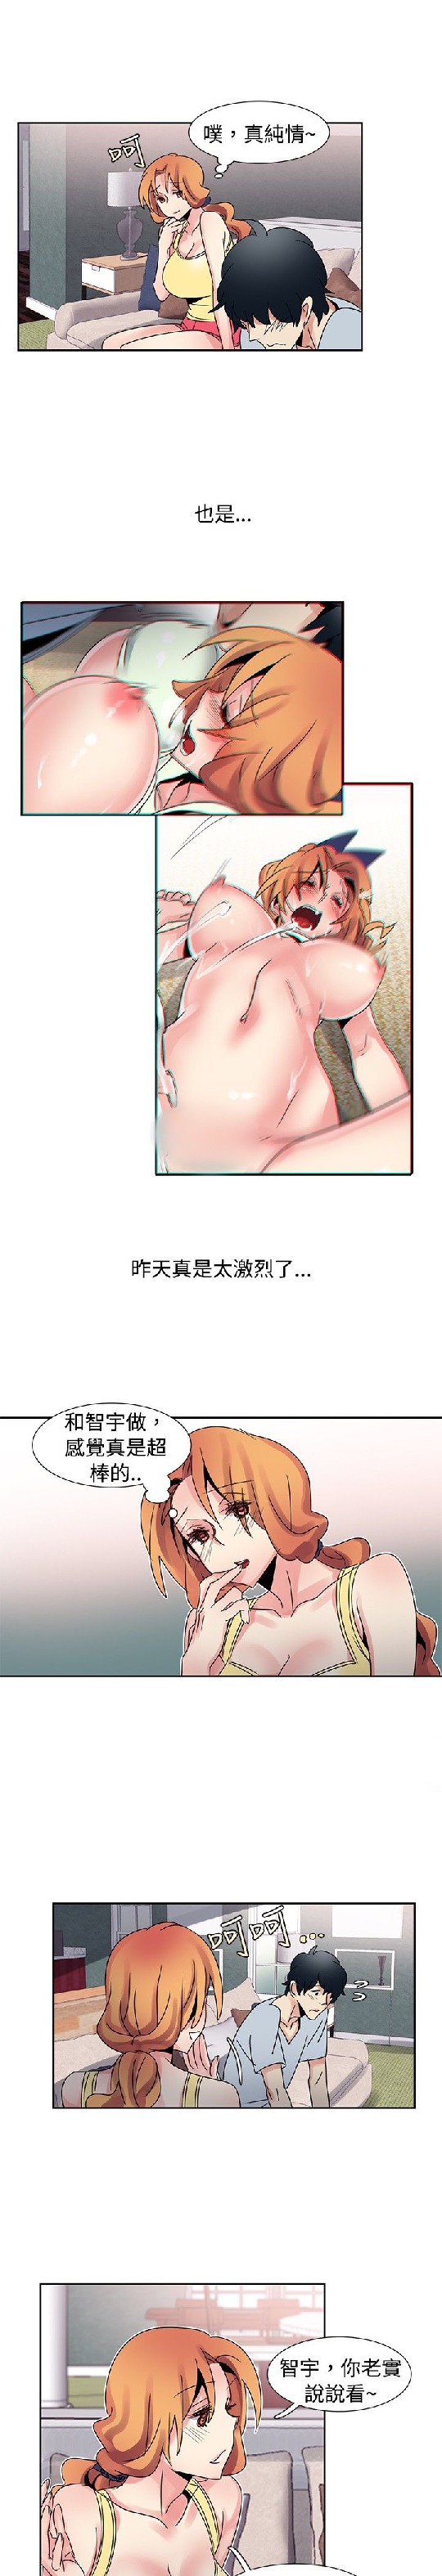 噗，真純情~
呵
也是...
昨天真是太激烈了...
和智宇做，
感覺真是超
棒的..
呵呵...
智宇，你老實
說說看~